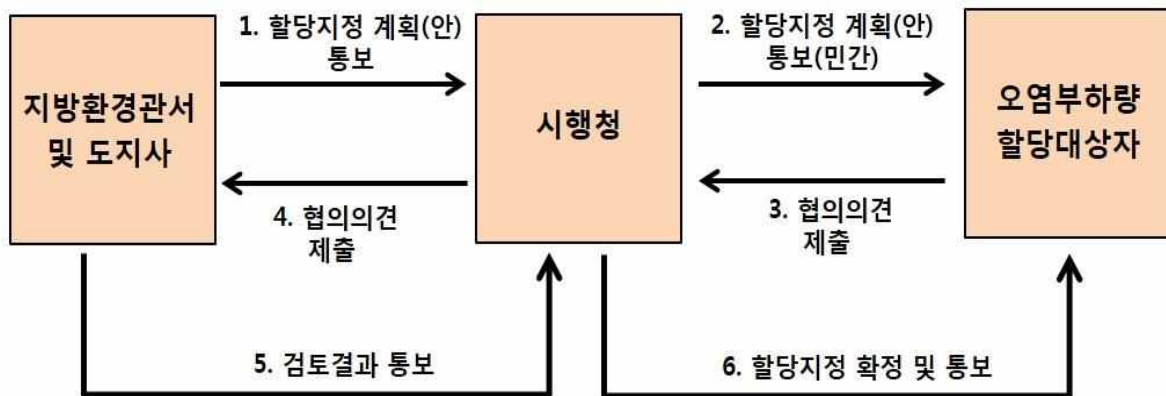 1. 할당지정 계획(안)
통보
2. 할당지정 계획(안)
통보(민간)
지방환경관서
및 도지사
시행청
오염부하량
할당대상자
4. 협의의견
제출
3. 협의의견
제출
5. 검토결과 통보
6. 할당지정 확정 및 통보